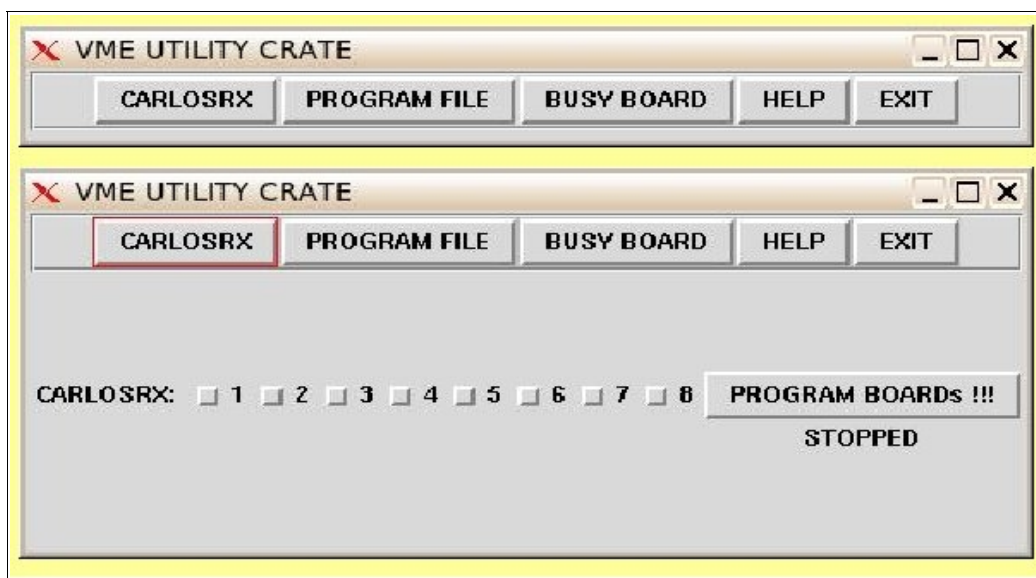 VME UTILITY CRATE
CARLOSRX PROGRAM FILE BUSY BOARD HELP EXIT
VME UTILITY CRATE
CARLOSRX PROGRAM FILE BUSY BOARD HELP EXIT
CARLOSRX: 1 2 3 4 5 6 7 8 PROGRAM BOARDs !!!
STOPPED